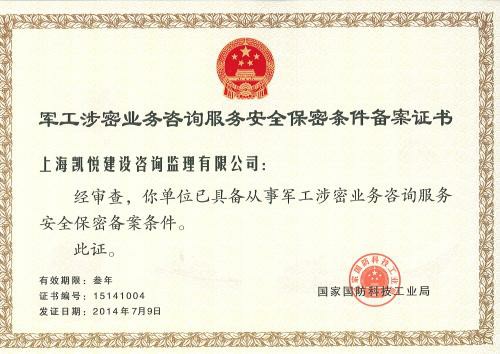 军工涉密业务咨询服务安全保密条件备案证书
上海凯悦建设咨询监理有限公司：
经审查，你单位已具备从事军工涉密业务咨询服务
安全保密备案条件。
此证。
有效期限：叁年
证书编号：15141004
发证日期：2014年7月9日
国家国防科技工业局
国家国防科技工业局